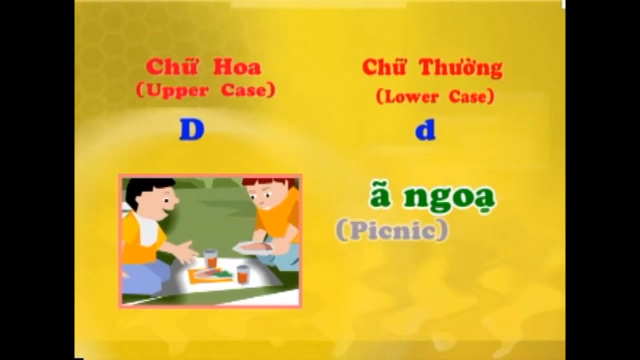 Chữ Hoa
(Upper Case)
Chữ Thường
(Lower Case)
D
d
ã ngoạ
(Picnic)